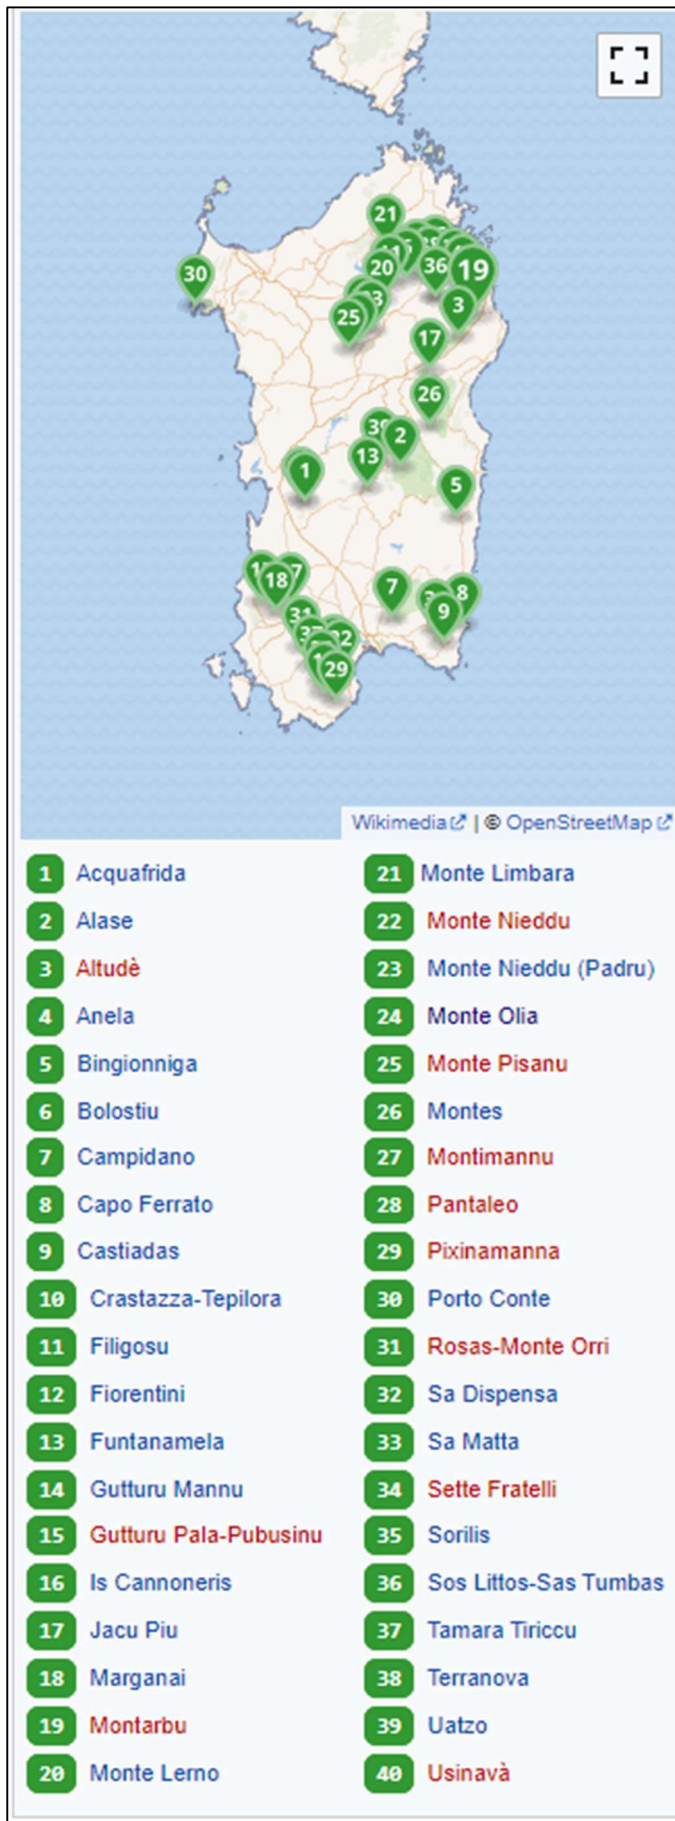 21
30
36
19
20
3
25
17
26
39
2
13
1
5
18
7
8
9
31
37
29
Wikimedia | © OpenStreetMap
1 Acquafrida
2 Alase
3 Altudè
4 Anela
5 Bingionniga
6 Bolostiu
7 Campidano
8 Capo Ferrato
9 Castiadas
10 Crastazza-Tepilora
11 Filigosu
12 Fiorentini
13 Funtanamela
14 Gutturu Mannu
15 Gutturu Pala-Pubusinu
16 Is Cannoneris
17 Jacu Piu
18 Marganai
19 Montarbu
20 Monte Lerno
21 Monte Limbara
22 Monte Nieddu
23 Monte Nieddu (Padru)
24 Monte Olia
25 Monte Pisanu
26 Montes
27 Montimannu
28 Pantaleo
29 Pixinamanna
30 Porto Conte
31 Rosas-Monte Orri
32 Sa Dispensa
33 Sa Matta
34 Sette Fratelli
35 Sorilis
36 Sos Littos-Sas Tumbas
37 Tamara Tiriccu
38 Terranova
39 Uatzo
40 Usinavà